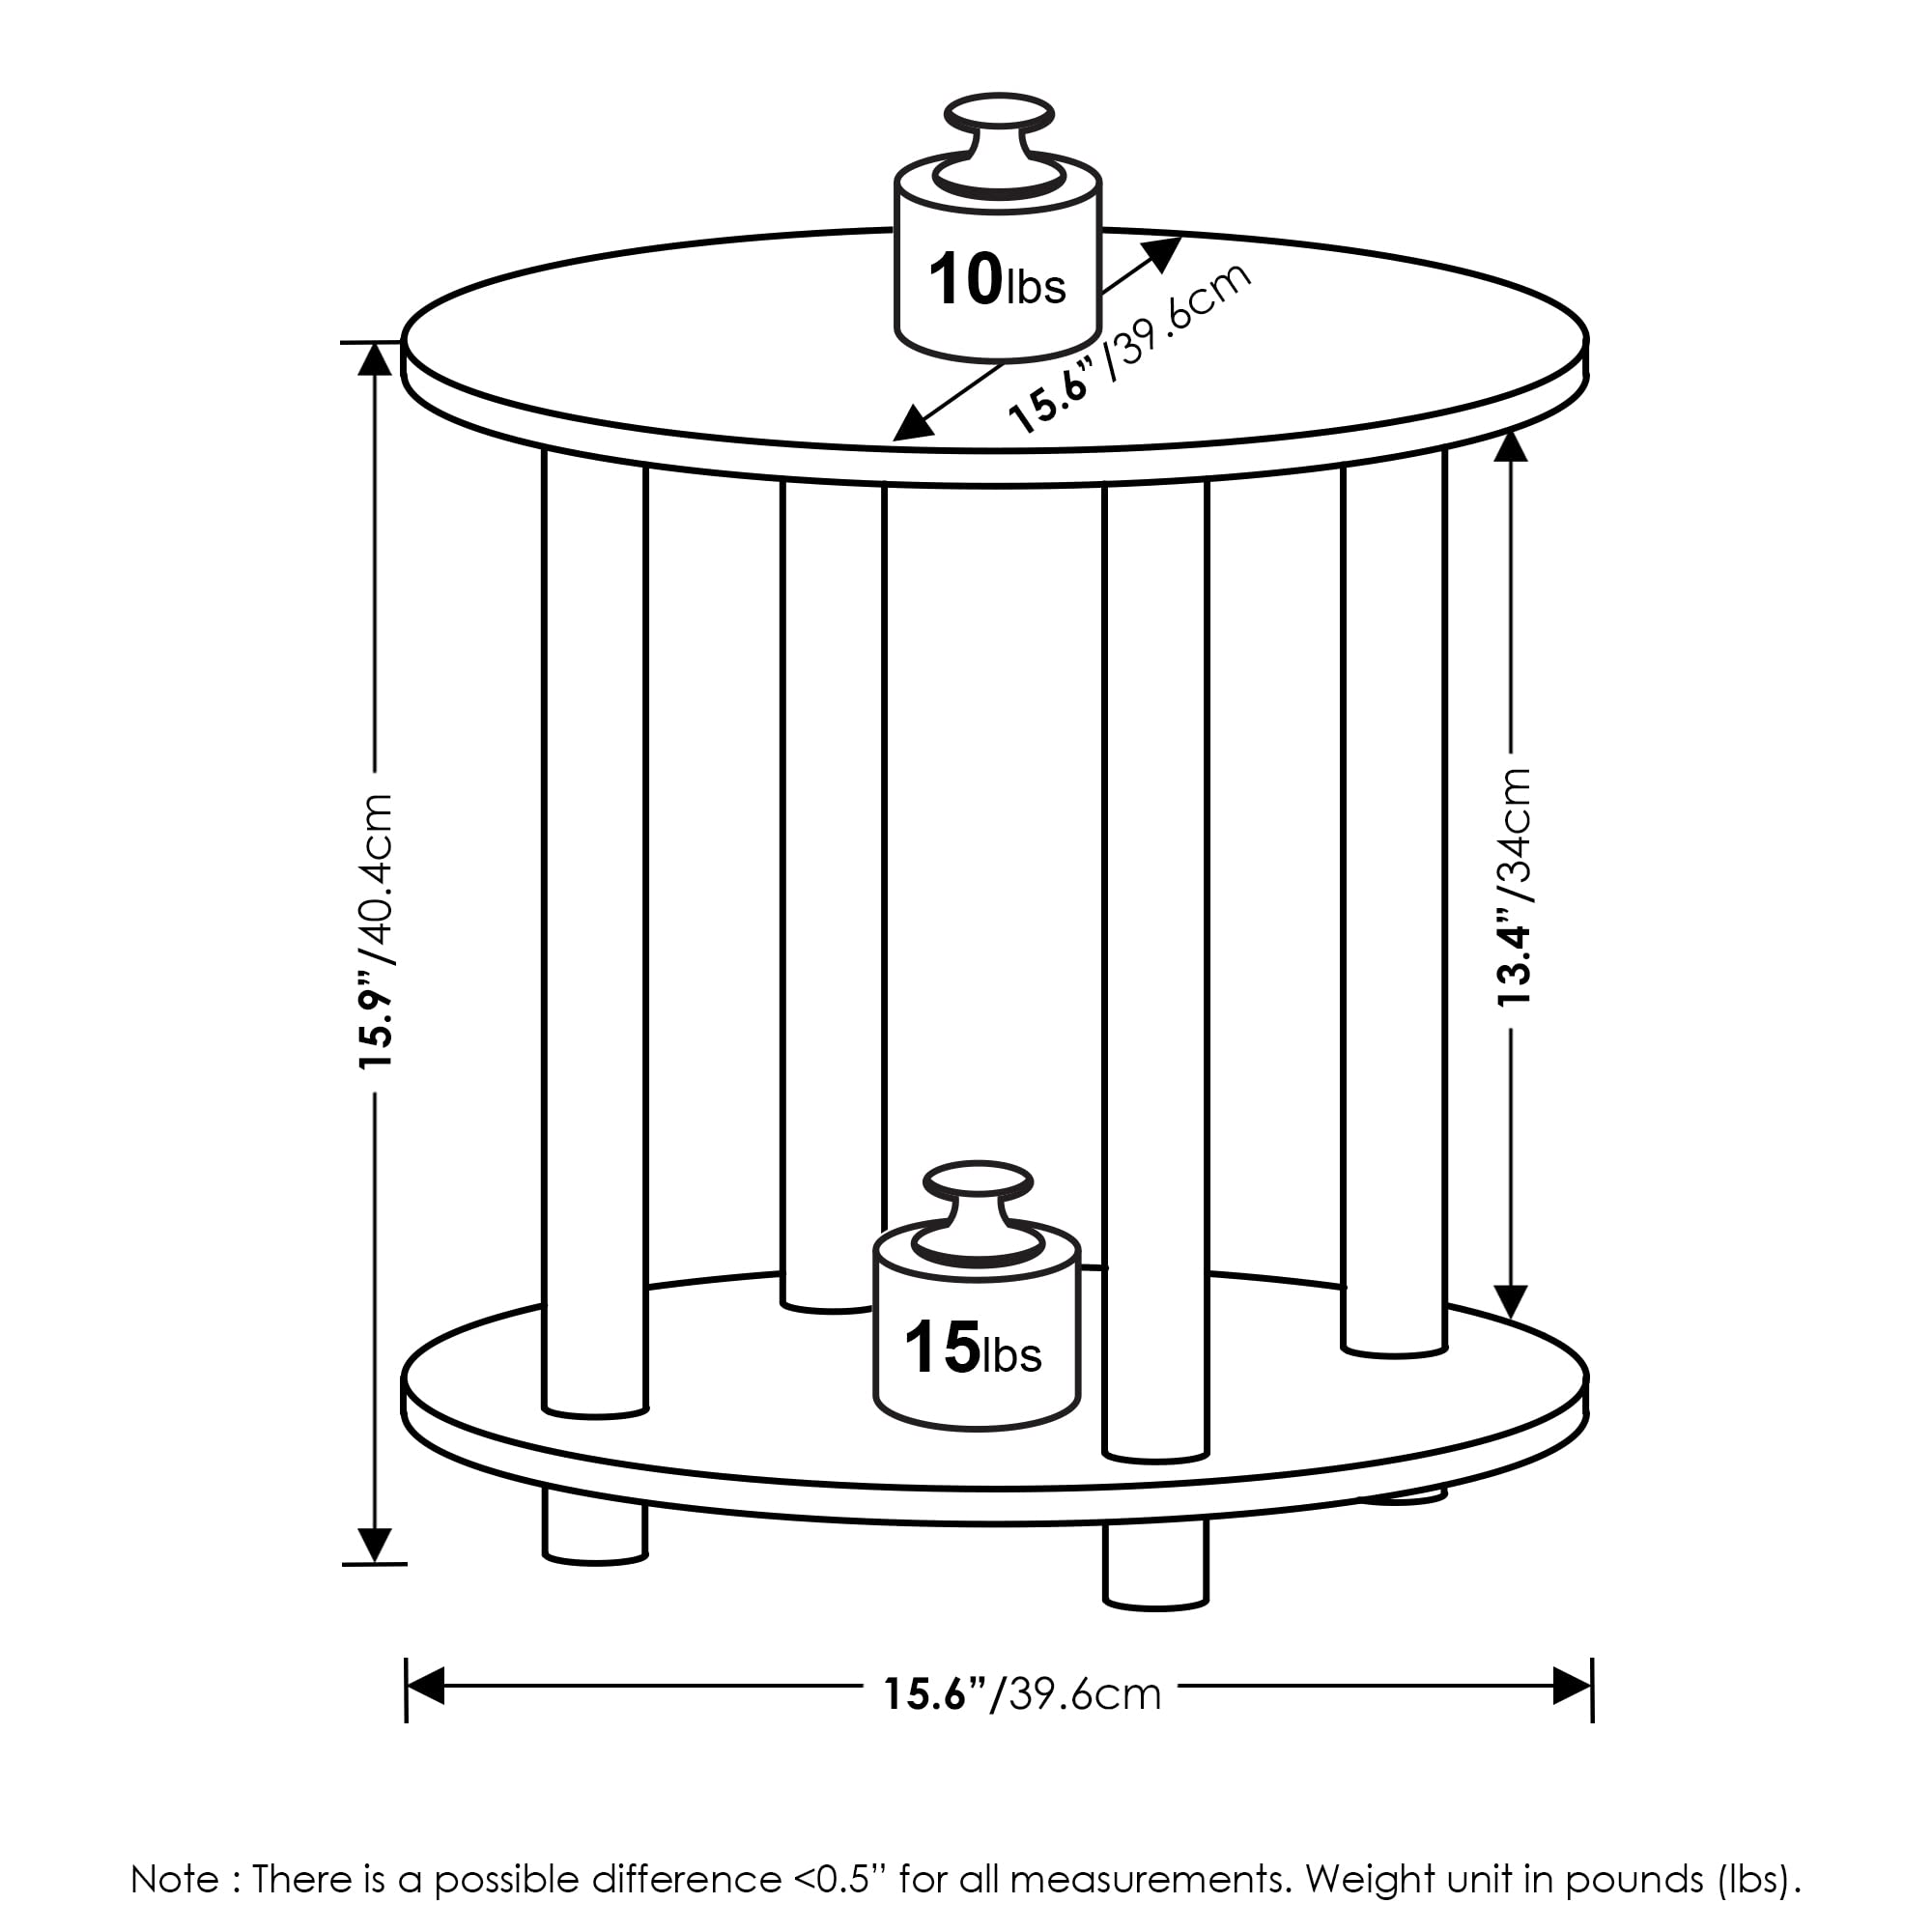 10lbs
15.6”/39.6cm
15.9”/40.4cm
13.4”/34cm
15lbs
15.6”/39.6cm
Note : There is a possible difference <0.5” for all measurements. Weight unit in pounds (lbs).